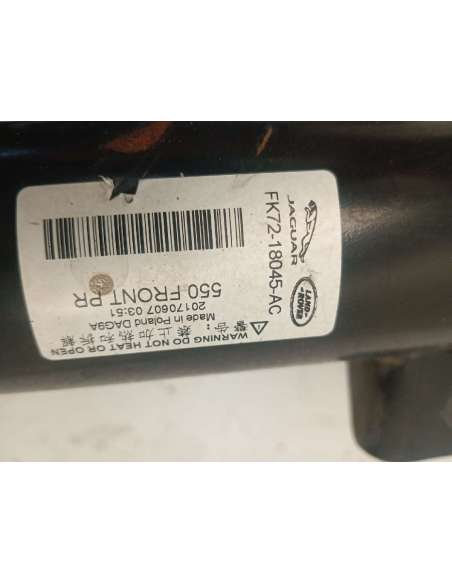 JAGUAR
LAND-
ROVER
FK72-18045-AC
550 FRONT PR
20170607 03:51
Made in Poland DAG9A
警告：禁止加热和拆解
WARNING DO NOT HEAT OR OPEN